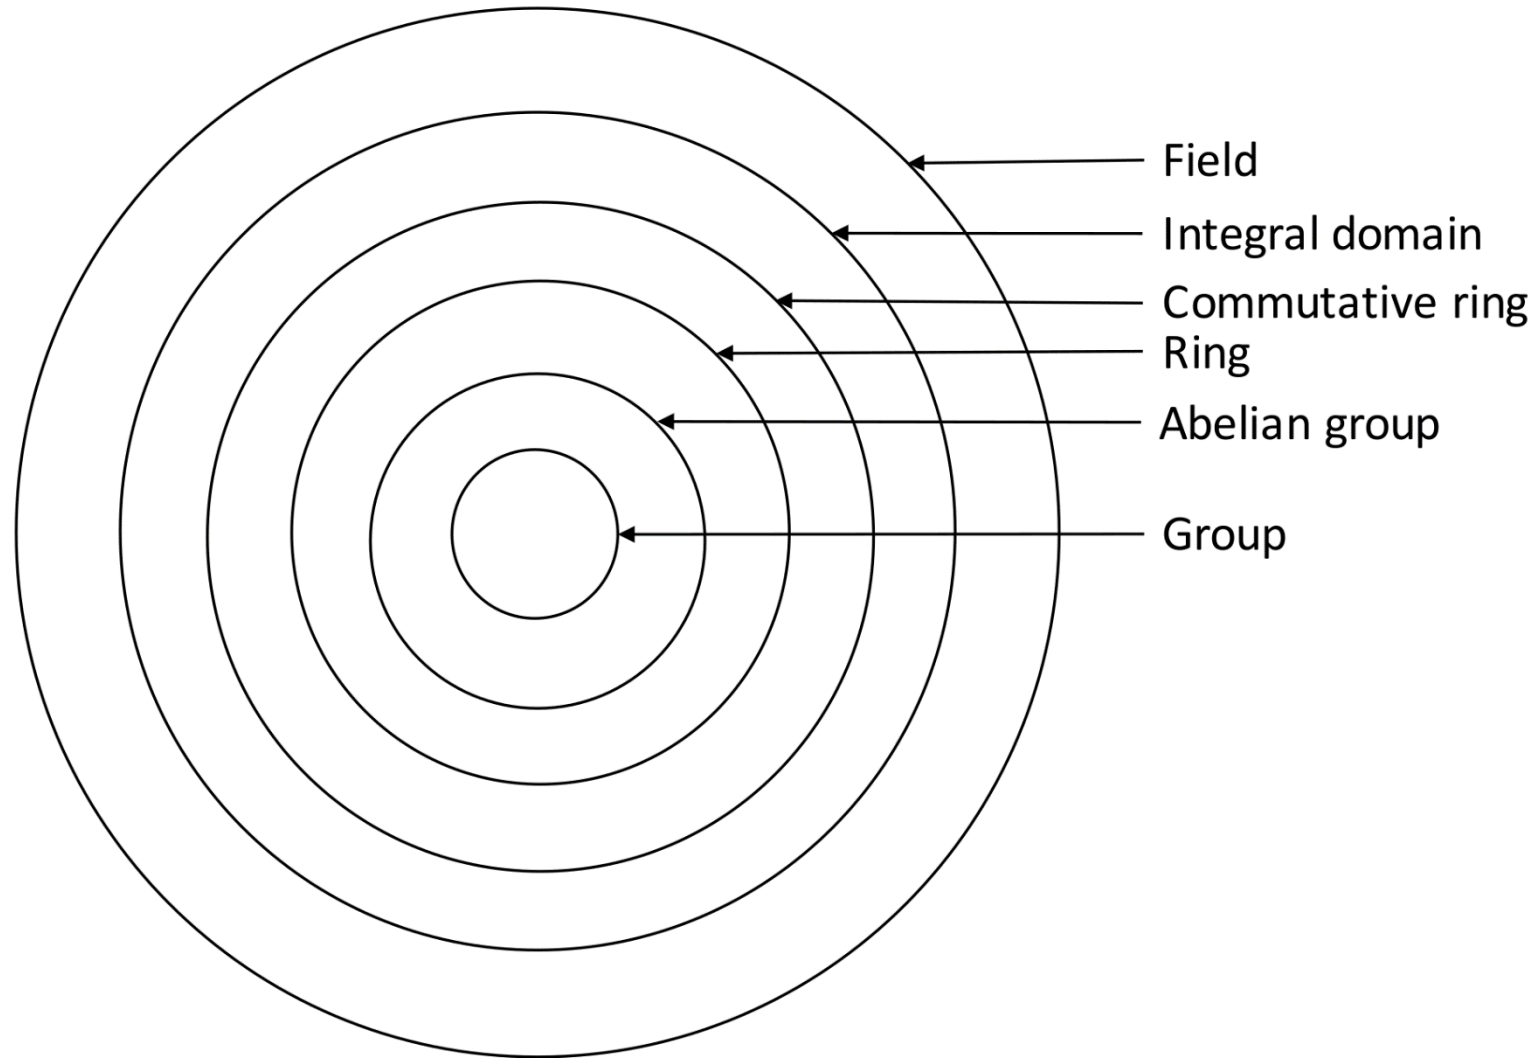 Field
Integral domain
Commutative ring
Ring
Abelian group
Group